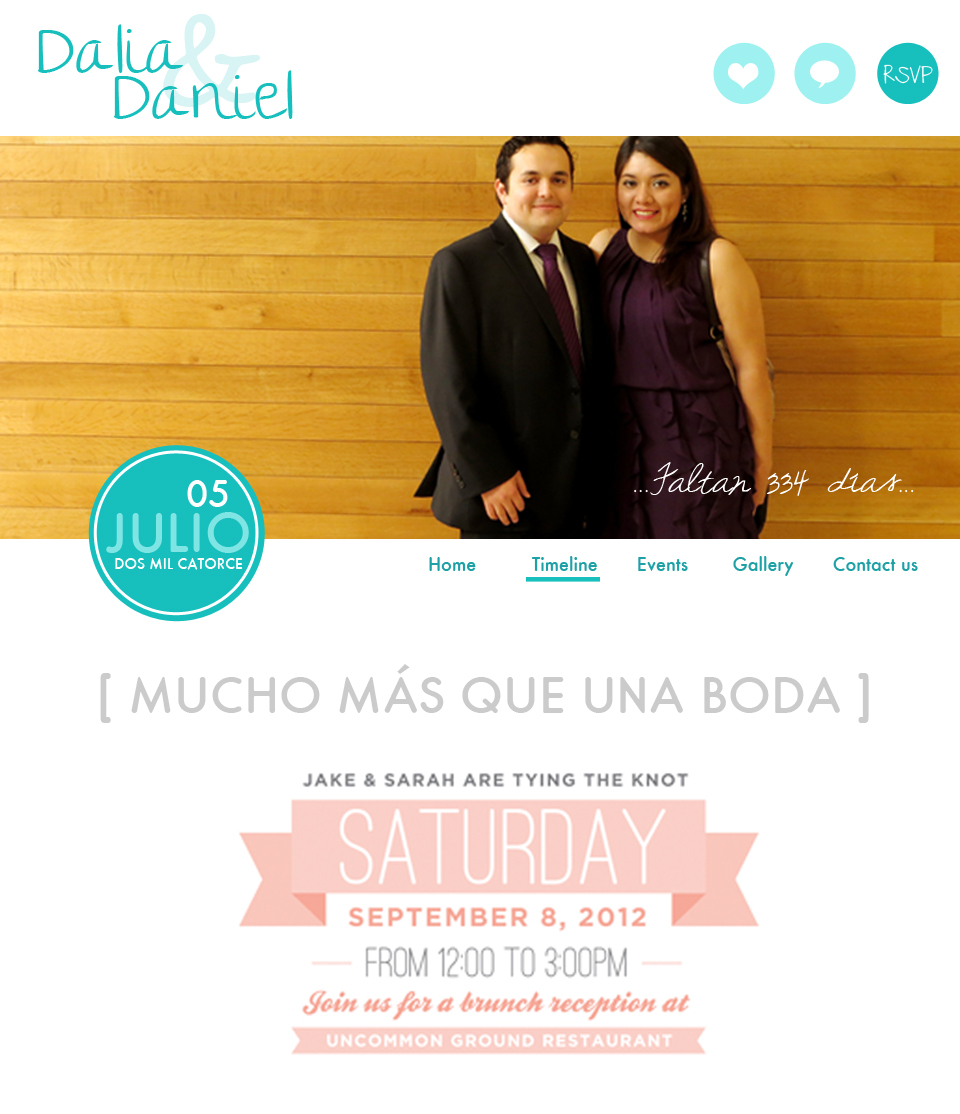 Dalia &
Daniel
RSVP
...Faltan 334 días...
05
JULIO
DOS MIL CATORCE
Home Timeline Events Gallery Contact us
[ MUCHO MÁS QUE UNA BODA ]
JAKE & SARAH ARE TYING THE KNOT
SATURDAY
SEPTEMBER 8, 2012
FROM 12:00 TO 3:00PM
Join us for a brunch reception at
UNCOMMON GROUND RESTAURANT